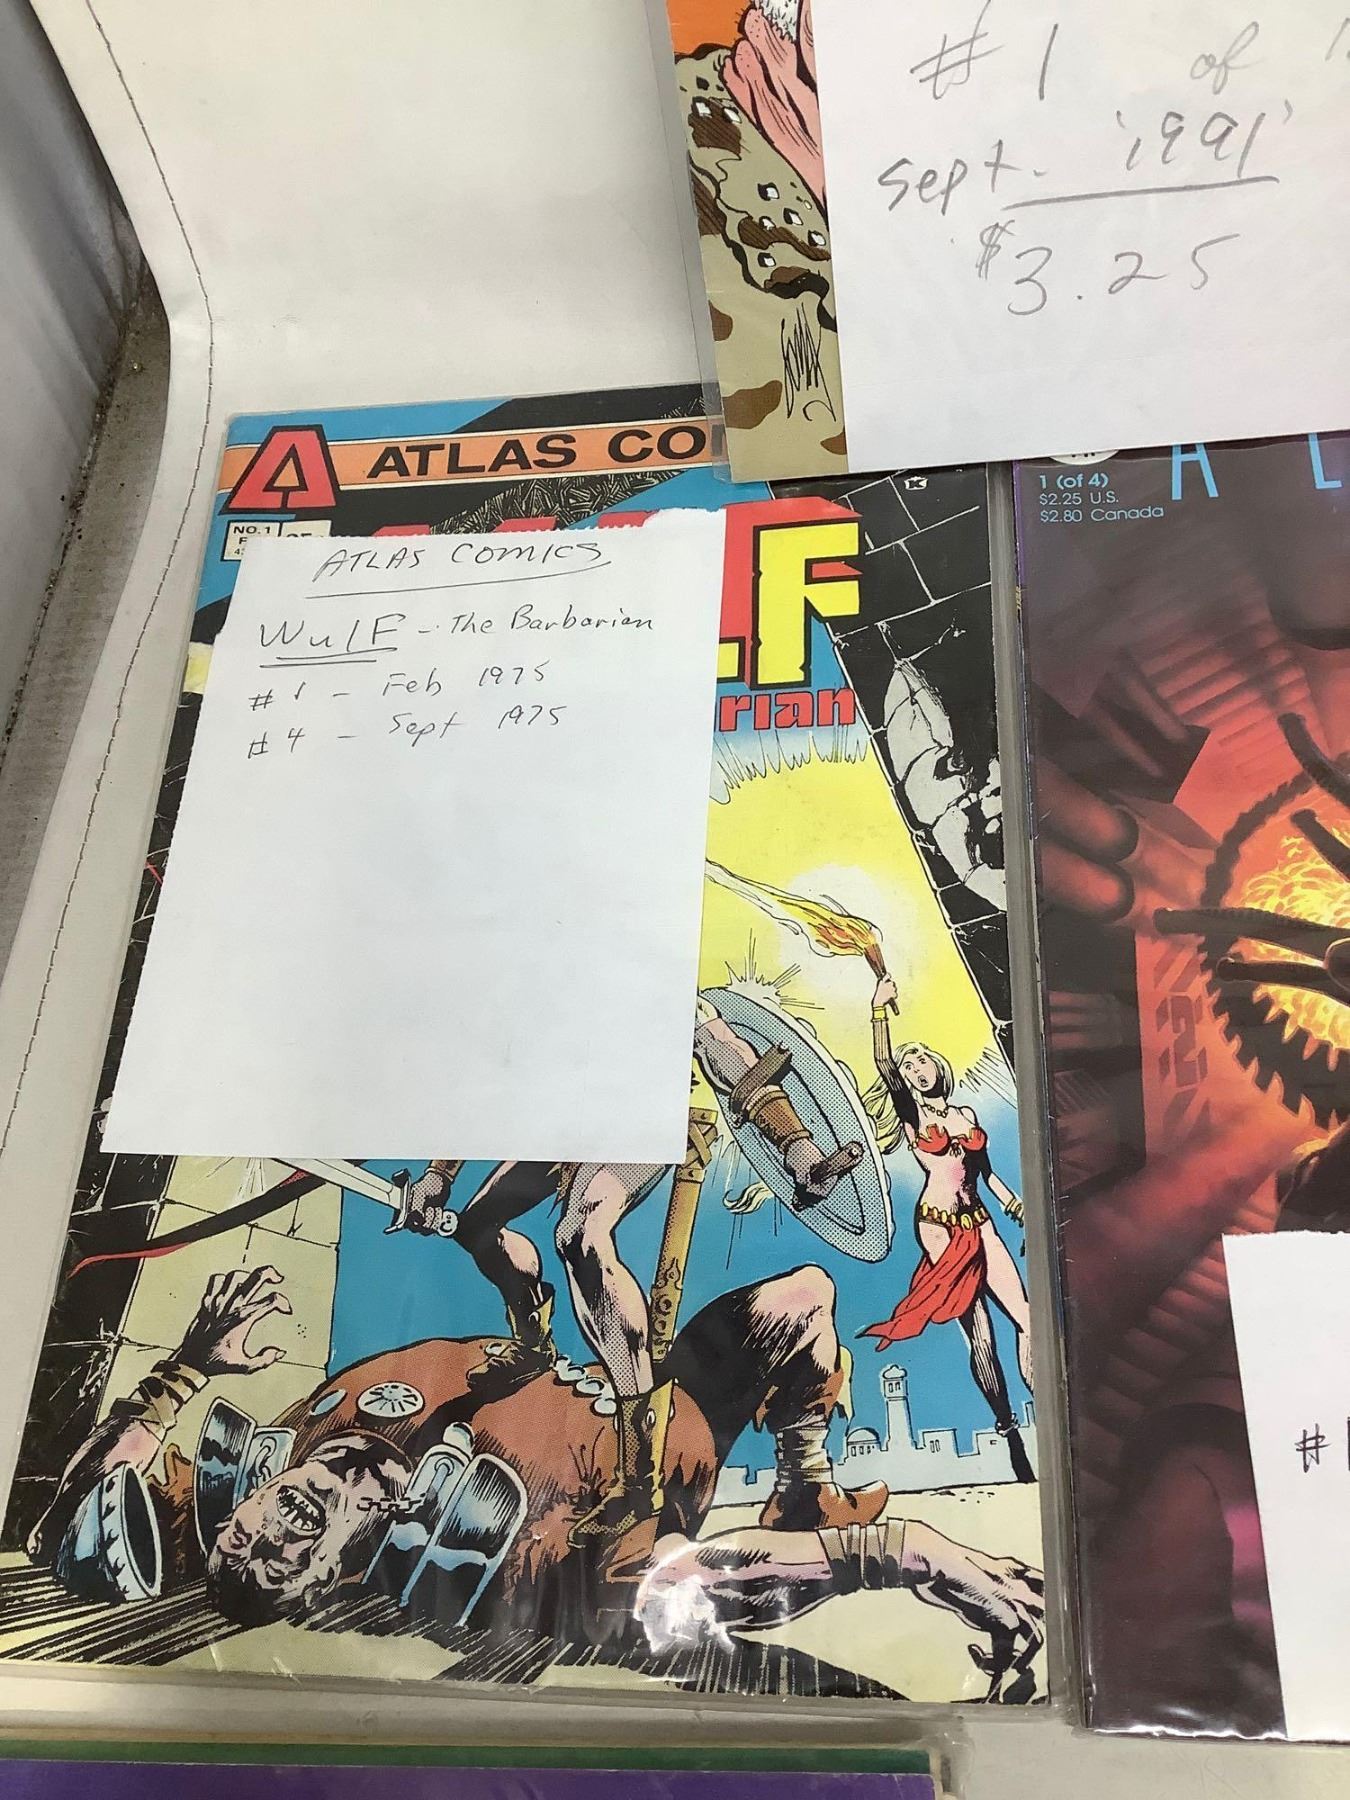 # 1 of
Sept. '1991'
$3.25
A ATLAS CO
NO.1
ATLAS COMICS
WulF - The Barbarian
#1 - Feb 1975
#4 - Sept 1975
LF
rian
K
1 (of 4)
$2.25 U.S.
$2.80 Canada
A L
#